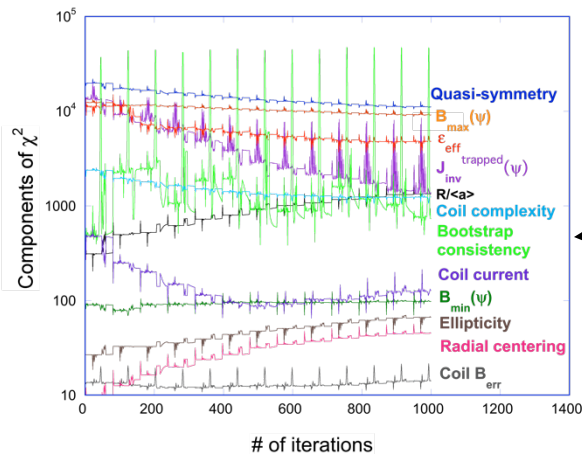 10^5
10^4
1000
100
10
Components of χ^2
0 200 400 600 800 1000 1200 1400
# of iterations
Quasi-symmetry
B_max(ψ)
ε_eff
J_inv^trapped(ψ)
R/<a>
Coil complexity
Bootstrap
consistency
Coil current
B_min(ψ)
Ellipticity
Radial centering
Coil B_err